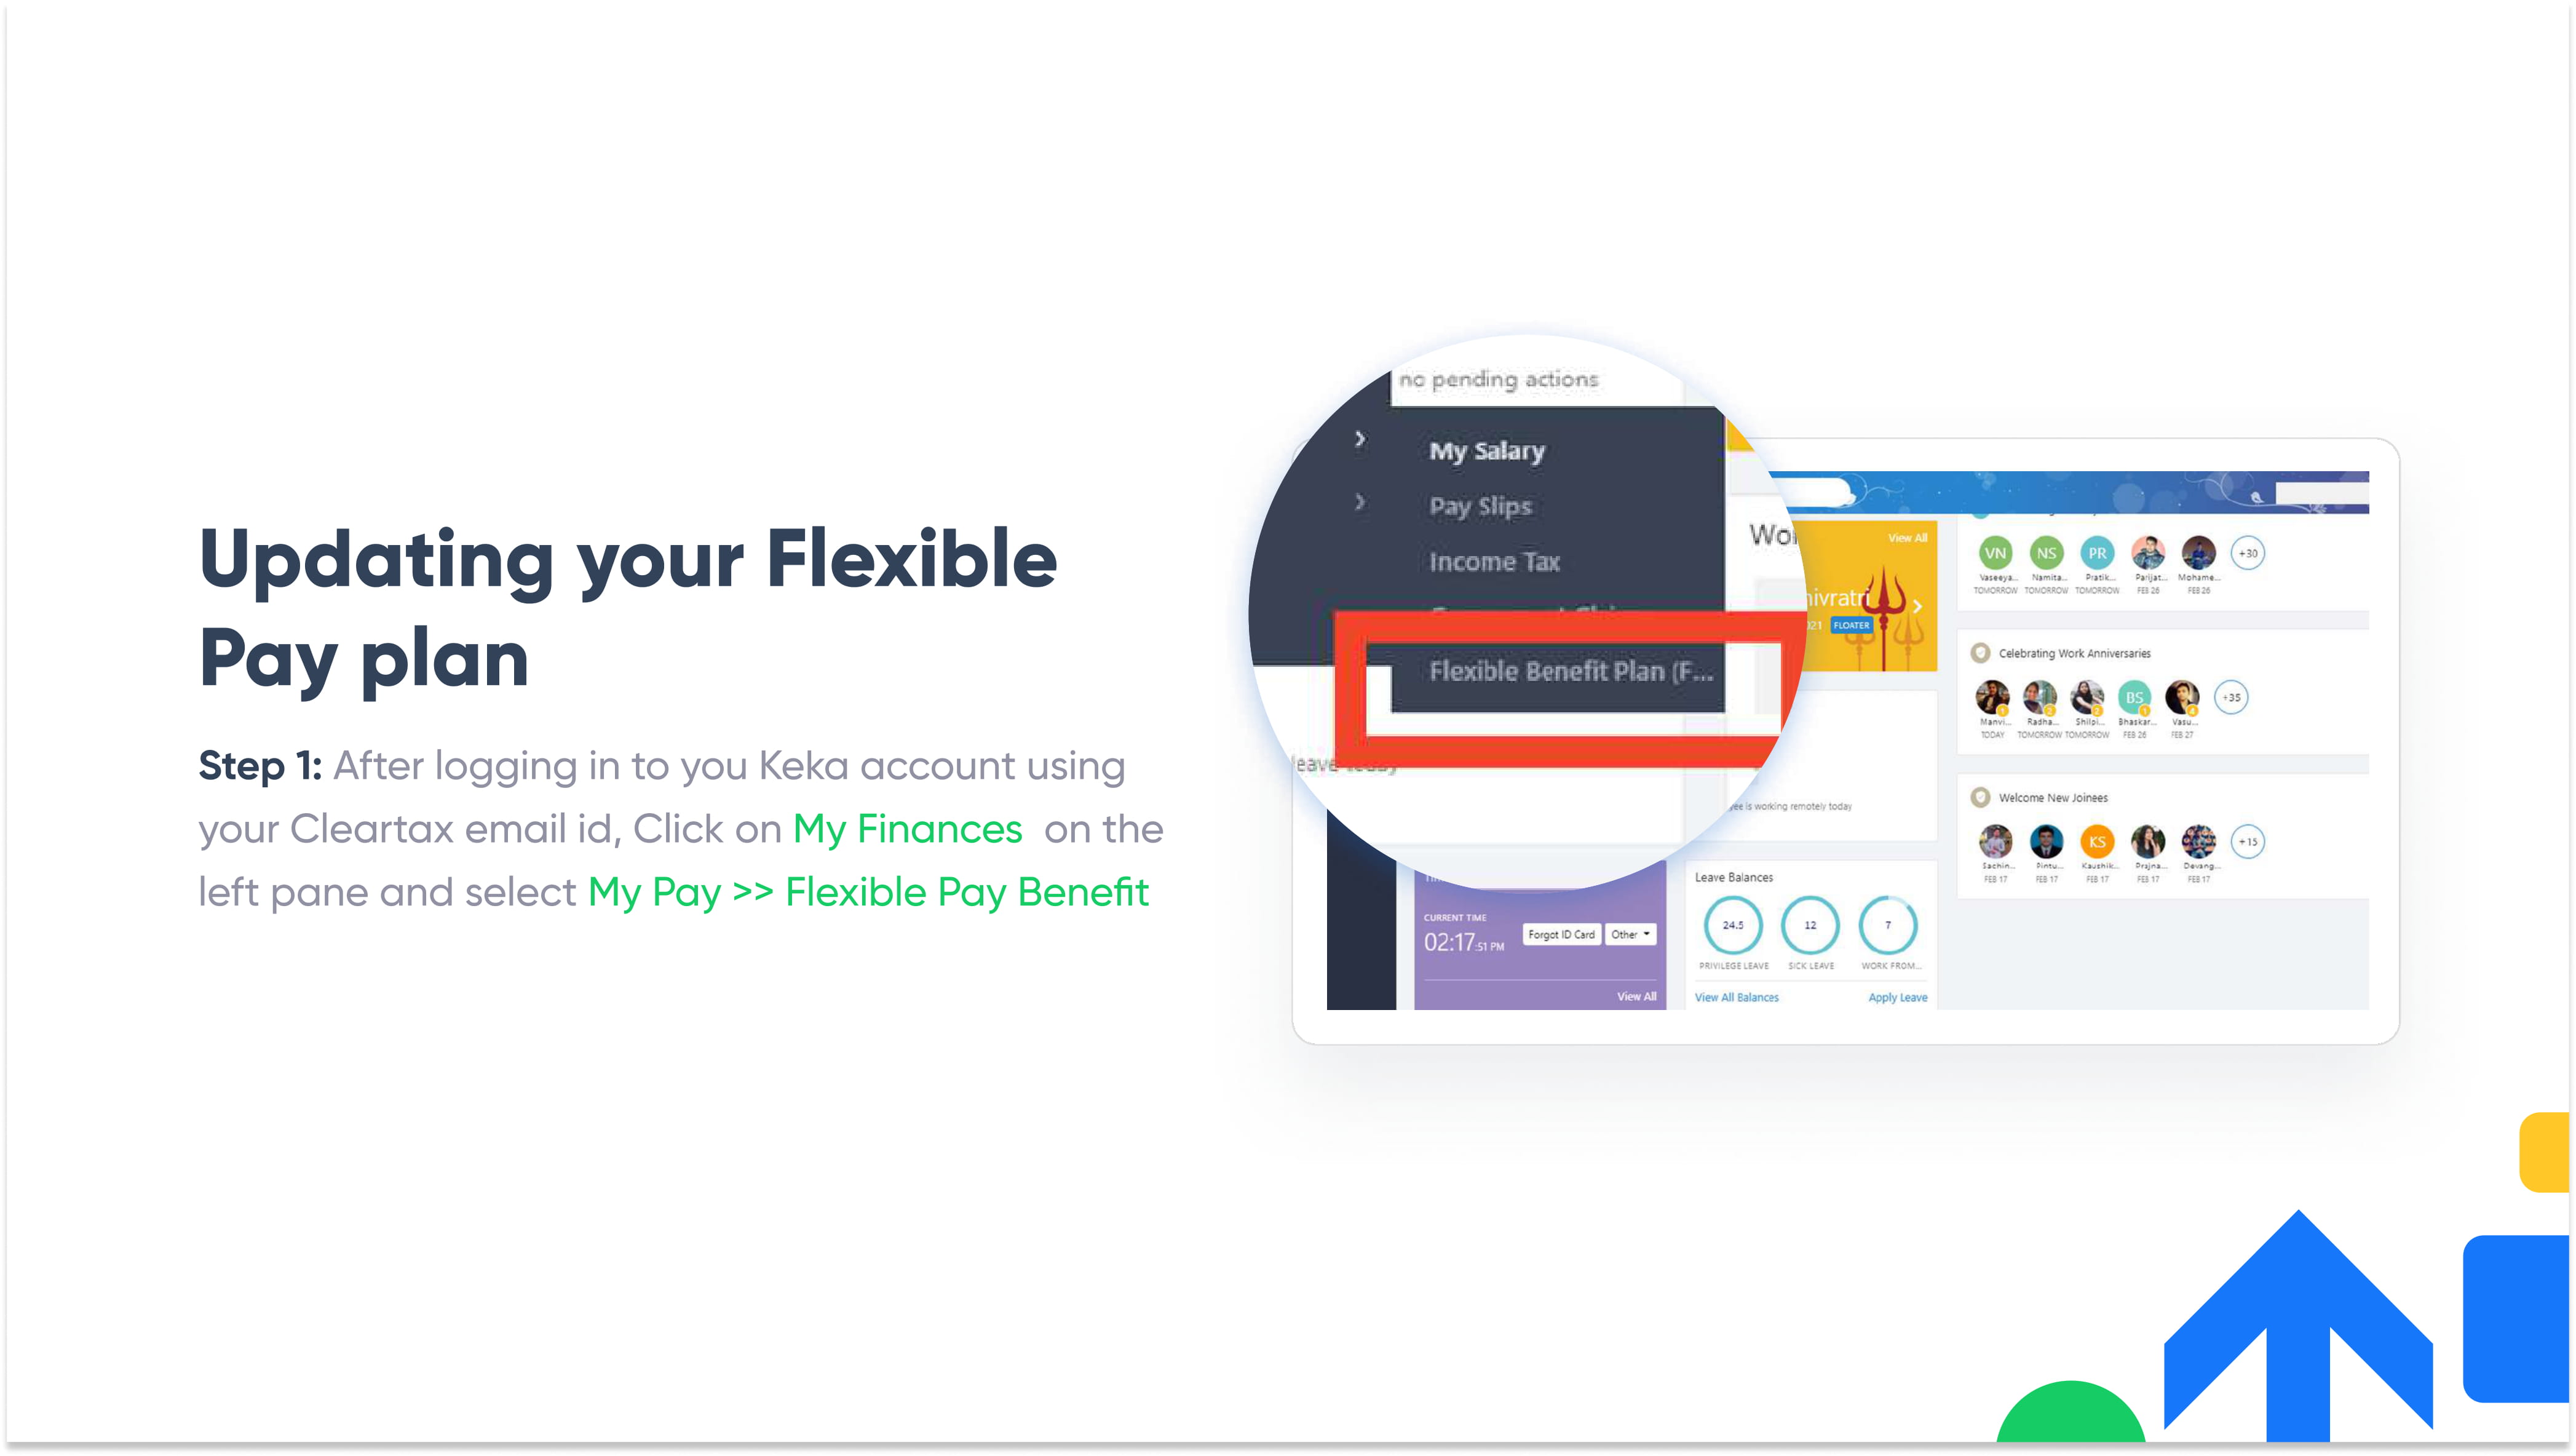 Updating your Flexible
Pay plan
Step 1: After logging in to you Keka account using
your Cleartax email id, Click on My Finances on the
left pane and select My Pay >> Flexible Pay Benefit
no pending actions
My Salary
Pay Slips
Income Tax
Flexible Benefit Plan (F...
leave
Wor
View All
hivratri
021 FLOATER
yee is working remotely today
CURRENT TIME
02:17:51 PM
Forgot ID Card
Other
View All
Leave Balances
24.5 12 7
PRIVILEGE LEAVE SICK LEAVE WORK FROM...
View All Balances Apply Leave
VN NS PR +30
Vaseeya... Namita... Pratik... Parijat... Mohame...
TOMORROW TOMORROW TOMORROW FEB 26 FEB 26
Celebrating Work Anniversaries
BS +35
Manvi... Radha... Shilpi... Bhaskar... Vasu...
TODAY TOMORROW TOMORROW FEB 26 FEB 27
Welcome New Joinees
KS +15
Sachin... Pintu... Kaushik... Prajna... Devang...
FEB 17 FEB 17 FEB 17 FEB 17 FEB 17